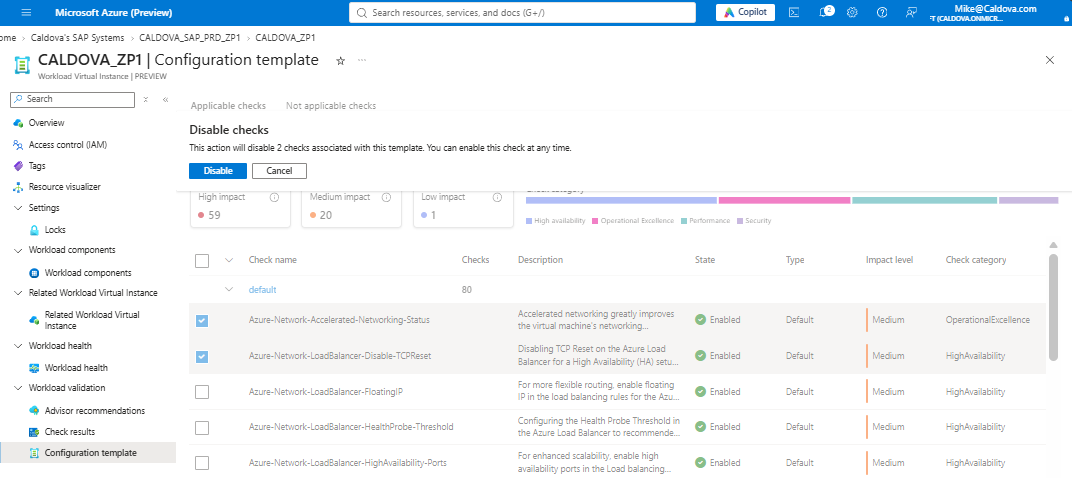 Microsoft Azure (Preview)
Search resources, services, and docs (G+/)
Copilot
2
Mike@Caldova.com
(CALDOVA.ONMICR...
Caldova's SAP Systems > CALDOVA_SAP_PRD_ZP1 > CALDOVA_ZP1
CALDOVA_ZP1 | Configuration template
Workload Virtual Instance | PREVIEW
Search
Overview
Access control (IAM)
Tags
Resource visualizer
Settings
Locks
Workload components
Workload components
Related Workload Virtual Instance
Related Workload Virtual
Instance
Workload health
Workload health
Workload validation
Advisor recommendations
Check results
Configuration template
Applicable checks
Not applicable checks
Disable checks
This action will disable 2 checks associated with this template. You can enable this check at any time.
Disable
Cancel
High impact
59
Medium impact
20
Low impact
1
High availability
Operational Excellence
Performance
Security
Check name Checks Description State Type Impact level Check category
default 80
Azure-Network-Accelerated-Networking-Status
Accelerated networking greatly improves
the virtual machine's networking...
Enabled Default Medium OperationalExcellence
Azure-Network-LoadBalancer-Disable-TCPReset
Disabling TCP Reset on the Azure Load
Balancer for a High Availability (HA) setu...
Enabled Default Medium HighAvailability
Azure-Network-LoadBalancer-FloatingIP
For more flexible routing, enable floating
IP in the load balancing rules for the Azu...
Enabled Default Medium HighAvailability
Azure-Network-LoadBalancer-HealthProbe-Threshold
Configuring the Health Probe Threshold in
the Azure Load Balancer to recommende...
Enabled Default Medium HighAvailability
Azure-Network-LoadBalancer-HighAvailability-Ports
For enhanced scalability, enable high
availability ports in the Load balancing...
Enabled Default Medium HighAvailability